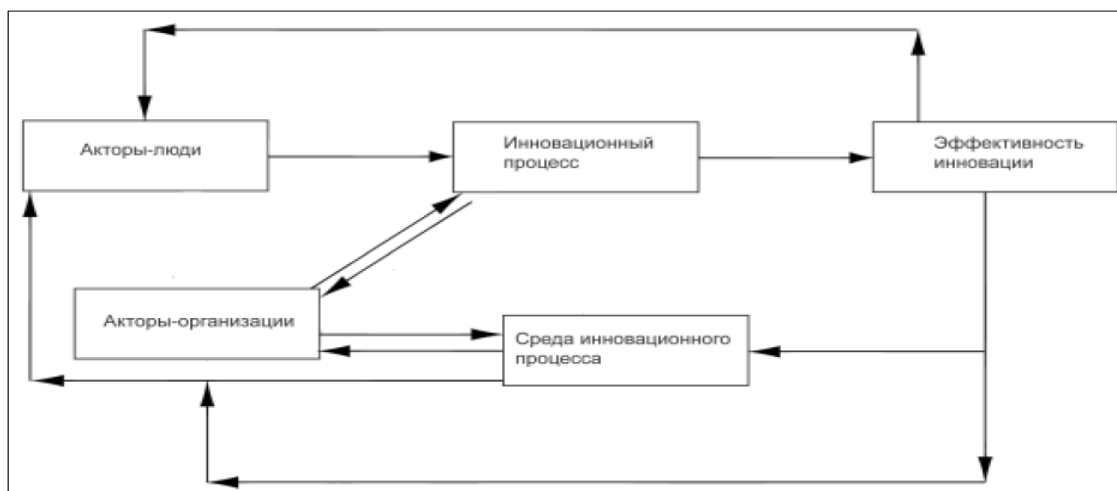 Акторы-люди
Инновационный
процесс
Эффективность
инновации
Акторы-организации
Среда инновационного
процесса